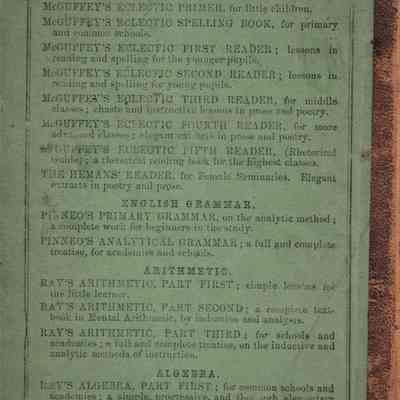 McGUFFEY'S ECLECTIC PRIMER, for little children.
McGUFFEY'S ECLECTIC SPELLING BOOK, for primary
and common schools.
McGUFFEY'S ECLECTIC FIRST READER; lessons in
reading and spelling for the younger pupils.
McGUFFEY'S ECLECTIC SECOND READER; lessons in
reading and spelling for young pupils.
McGUFFEY'S ECLECTIC THIRD READER, for middle
classes; chaste and instructive lessons in prose and poetry.
McGUFFEY'S ECLECTIC FOURTH READER, for more
advanced classes; elegant extracts in prose and poetry.
McGUFFEY'S ECLECTIC FIFTH READER, (Rhetorical
Guide); a rhetorical reading book for the highest classes.
THE HEMANS' READER, for Female Seminaries. Elegant
extracts in poetry and prose.
ENGLISH GRAMMAR.
PINNEO'S PRIMARY GRAMMAR, on the analytic method;
a complete work for beginners in the study.
PINNEO'S ANALYTICAL GRAMMAR; a full and complete
treatise, for academies and schools.
ARITHMETIC.
RAY'S ARITHMETIC, PART FIRST; simple lessons for
the little learner.
RAY'S ARITHMETIC, PART SECOND; a complete text-
book in Mental Arithmetic, by induction and analysis.
RAY'S ARITHMETIC, PART THIRD; for schools and
academies; a full and complete treatise, on the inductive and
analytic methods of instruction.
ALGEBRA.
RAY'S ALGEBRA, PART FIRST; for common schools and
academies; a simple, progressive, and thorough elementary